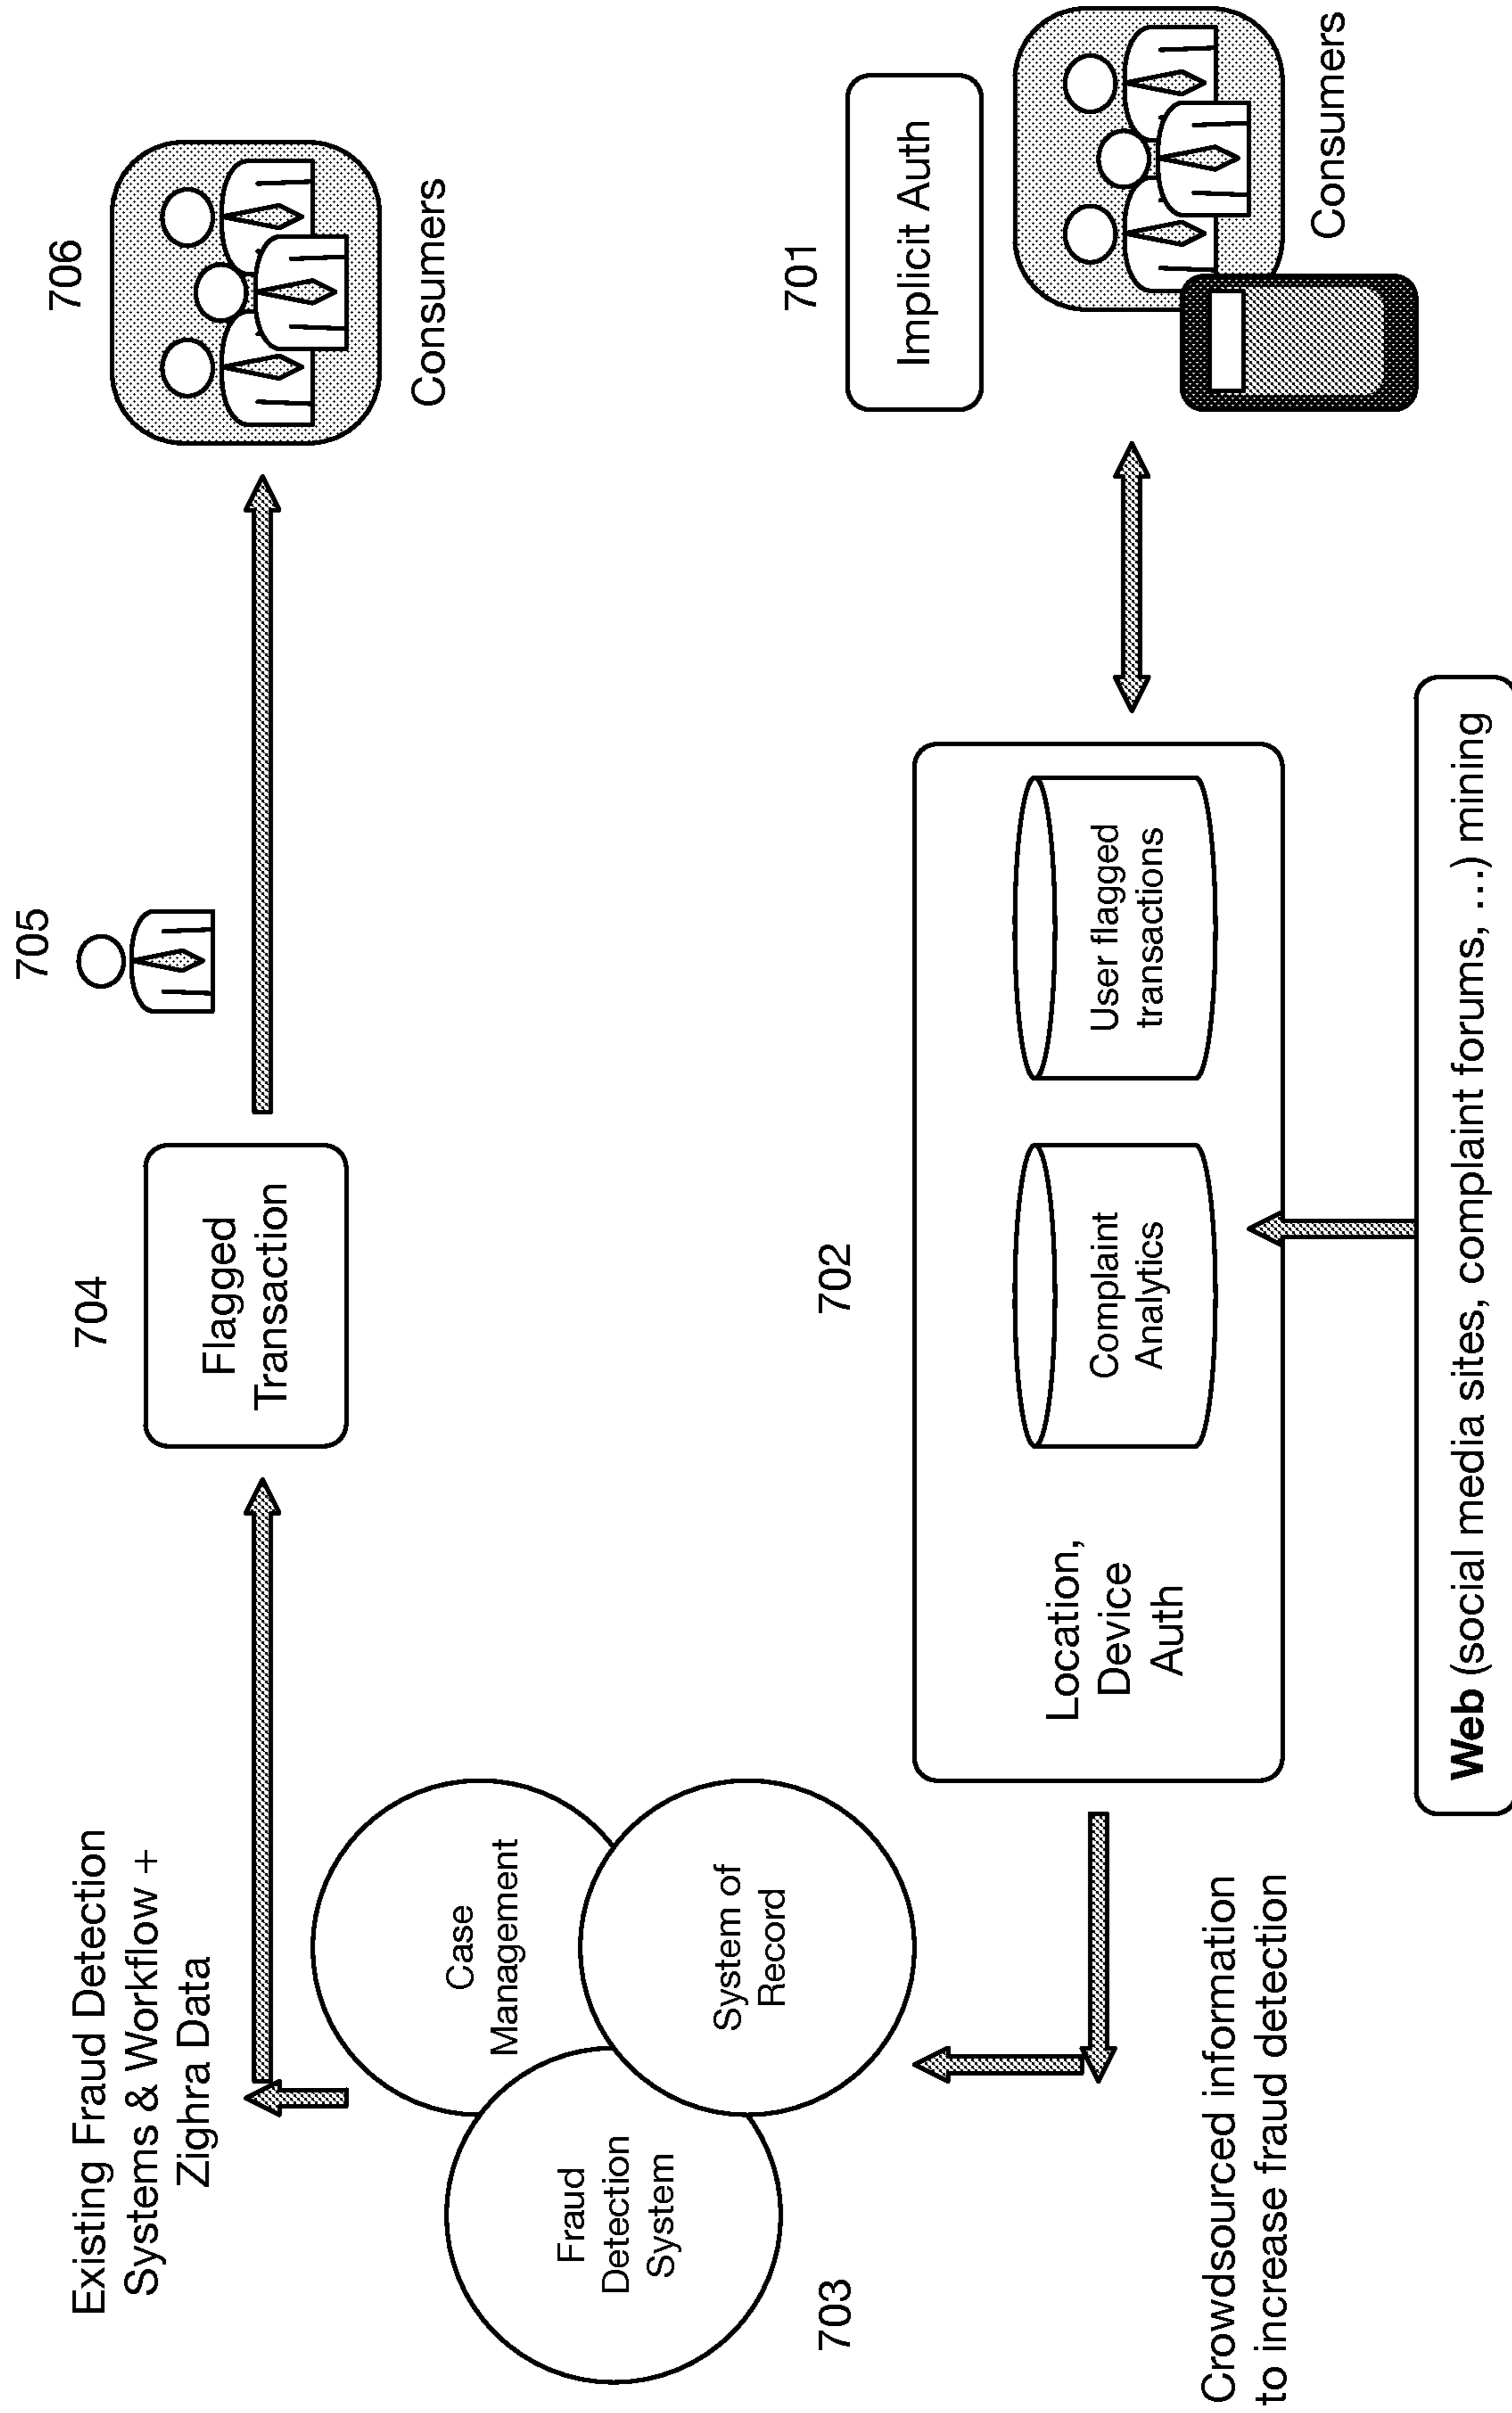 Existing Fraud Detection
Systems & Workflow +
Zighra Data
704
Flagged
Transaction
705
706
Consumers
Case
Management
Fraud
Detection
System
System of
Record
703
702
Location,
Device
Auth
Complaint
Analytics
User flagged
transactions
701
Implicit Auth
Consumers
Crowdsourced information
to increase fraud detection
Web (social media sites, complaint forums, ...) mining